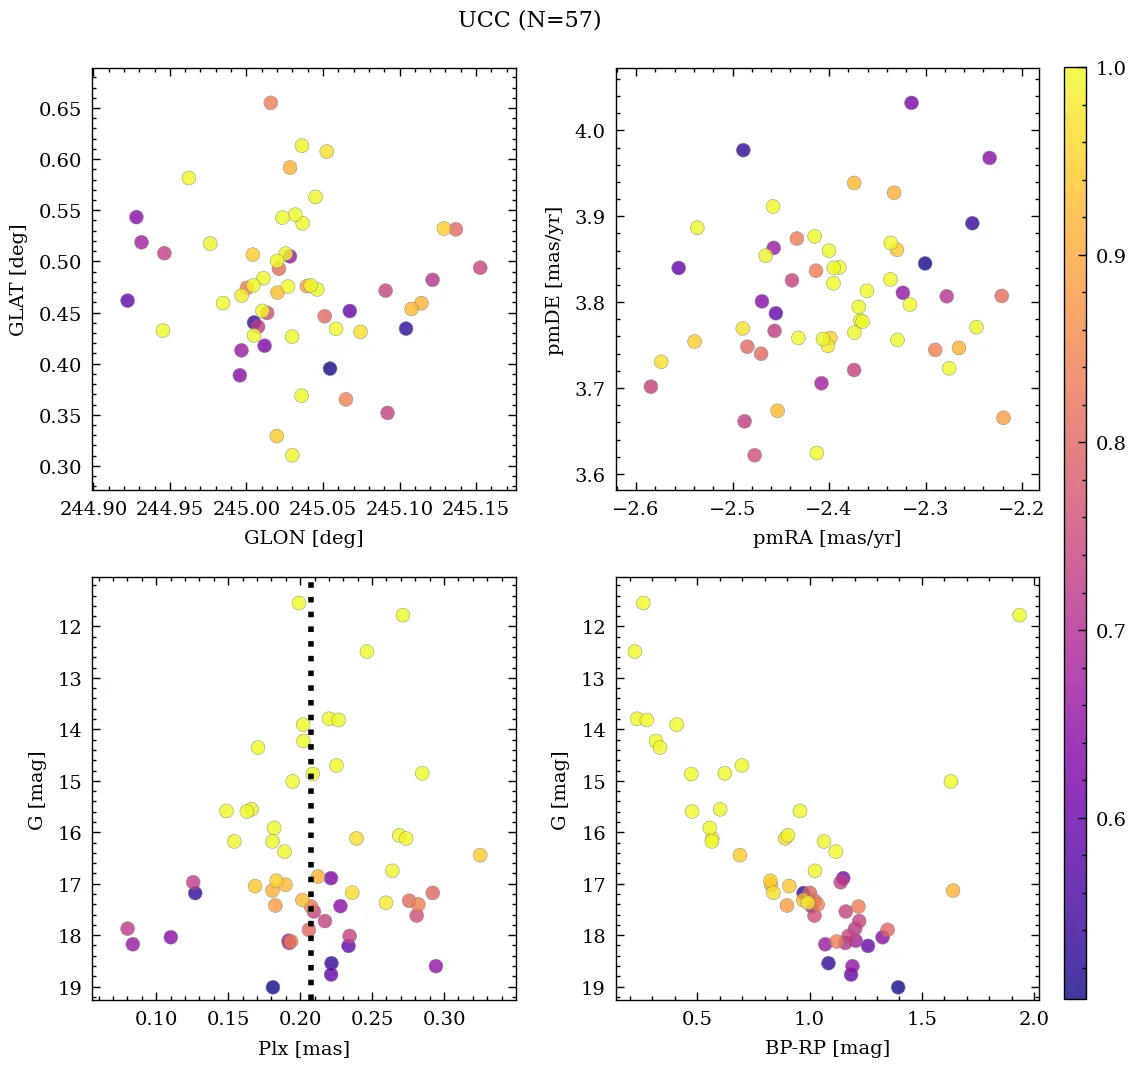 UCC (N=57)
0.65
0.60
0.55
0.50
0.45
0.40
0.35
0.30
GLAT [deg]
244.90 244.95 245.00 245.05 245.10 245.15
GLON [deg]
4.0
3.9
3.8
3.7
3.6
pmDE [mas/yr]
−2.6 −2.5 −2.4 −2.3 −2.2
pmRA [mas/yr]
1.0
0.9
0.8
0.7
0.6
12
13
14
15
16
17
18
19
G [mag]
0.10 0.15 0.20 0.25 0.30
Plx [mas]
12
13
14
15
16
17
18
19
G [mag]
0.5 1.0 1.5 2.0
BP-RP [mag]